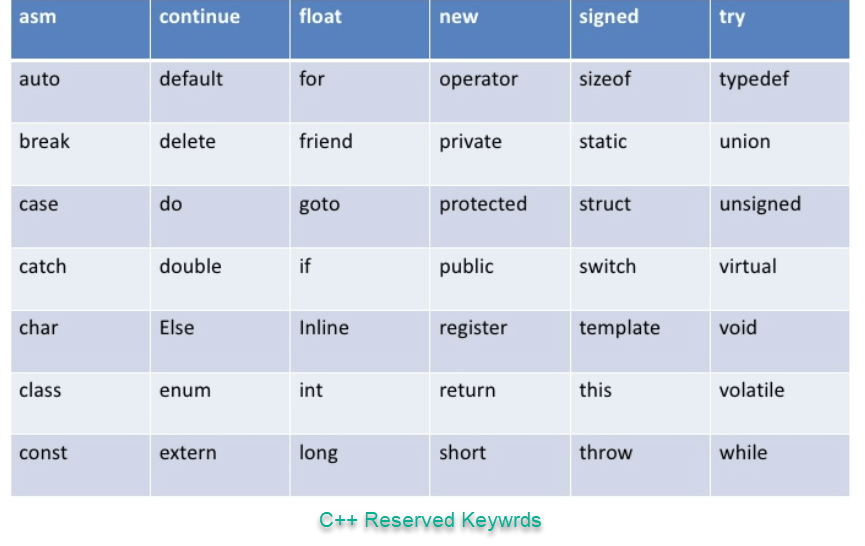 asm continue float new signed try
auto default for operator sizeof typedef
break delete friend private static union
case do goto protected struct unsigned
catch double if public switch virtual
char Else Inline register template void
class enum int return this volatile
const extern long short throw while
C++ Reserved Keywrds